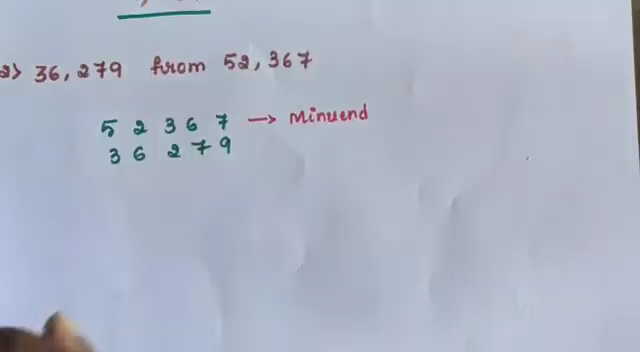 2) 36,279 from 52,367
5 2 3 6 7 → Minuend
3 6 2 7 9